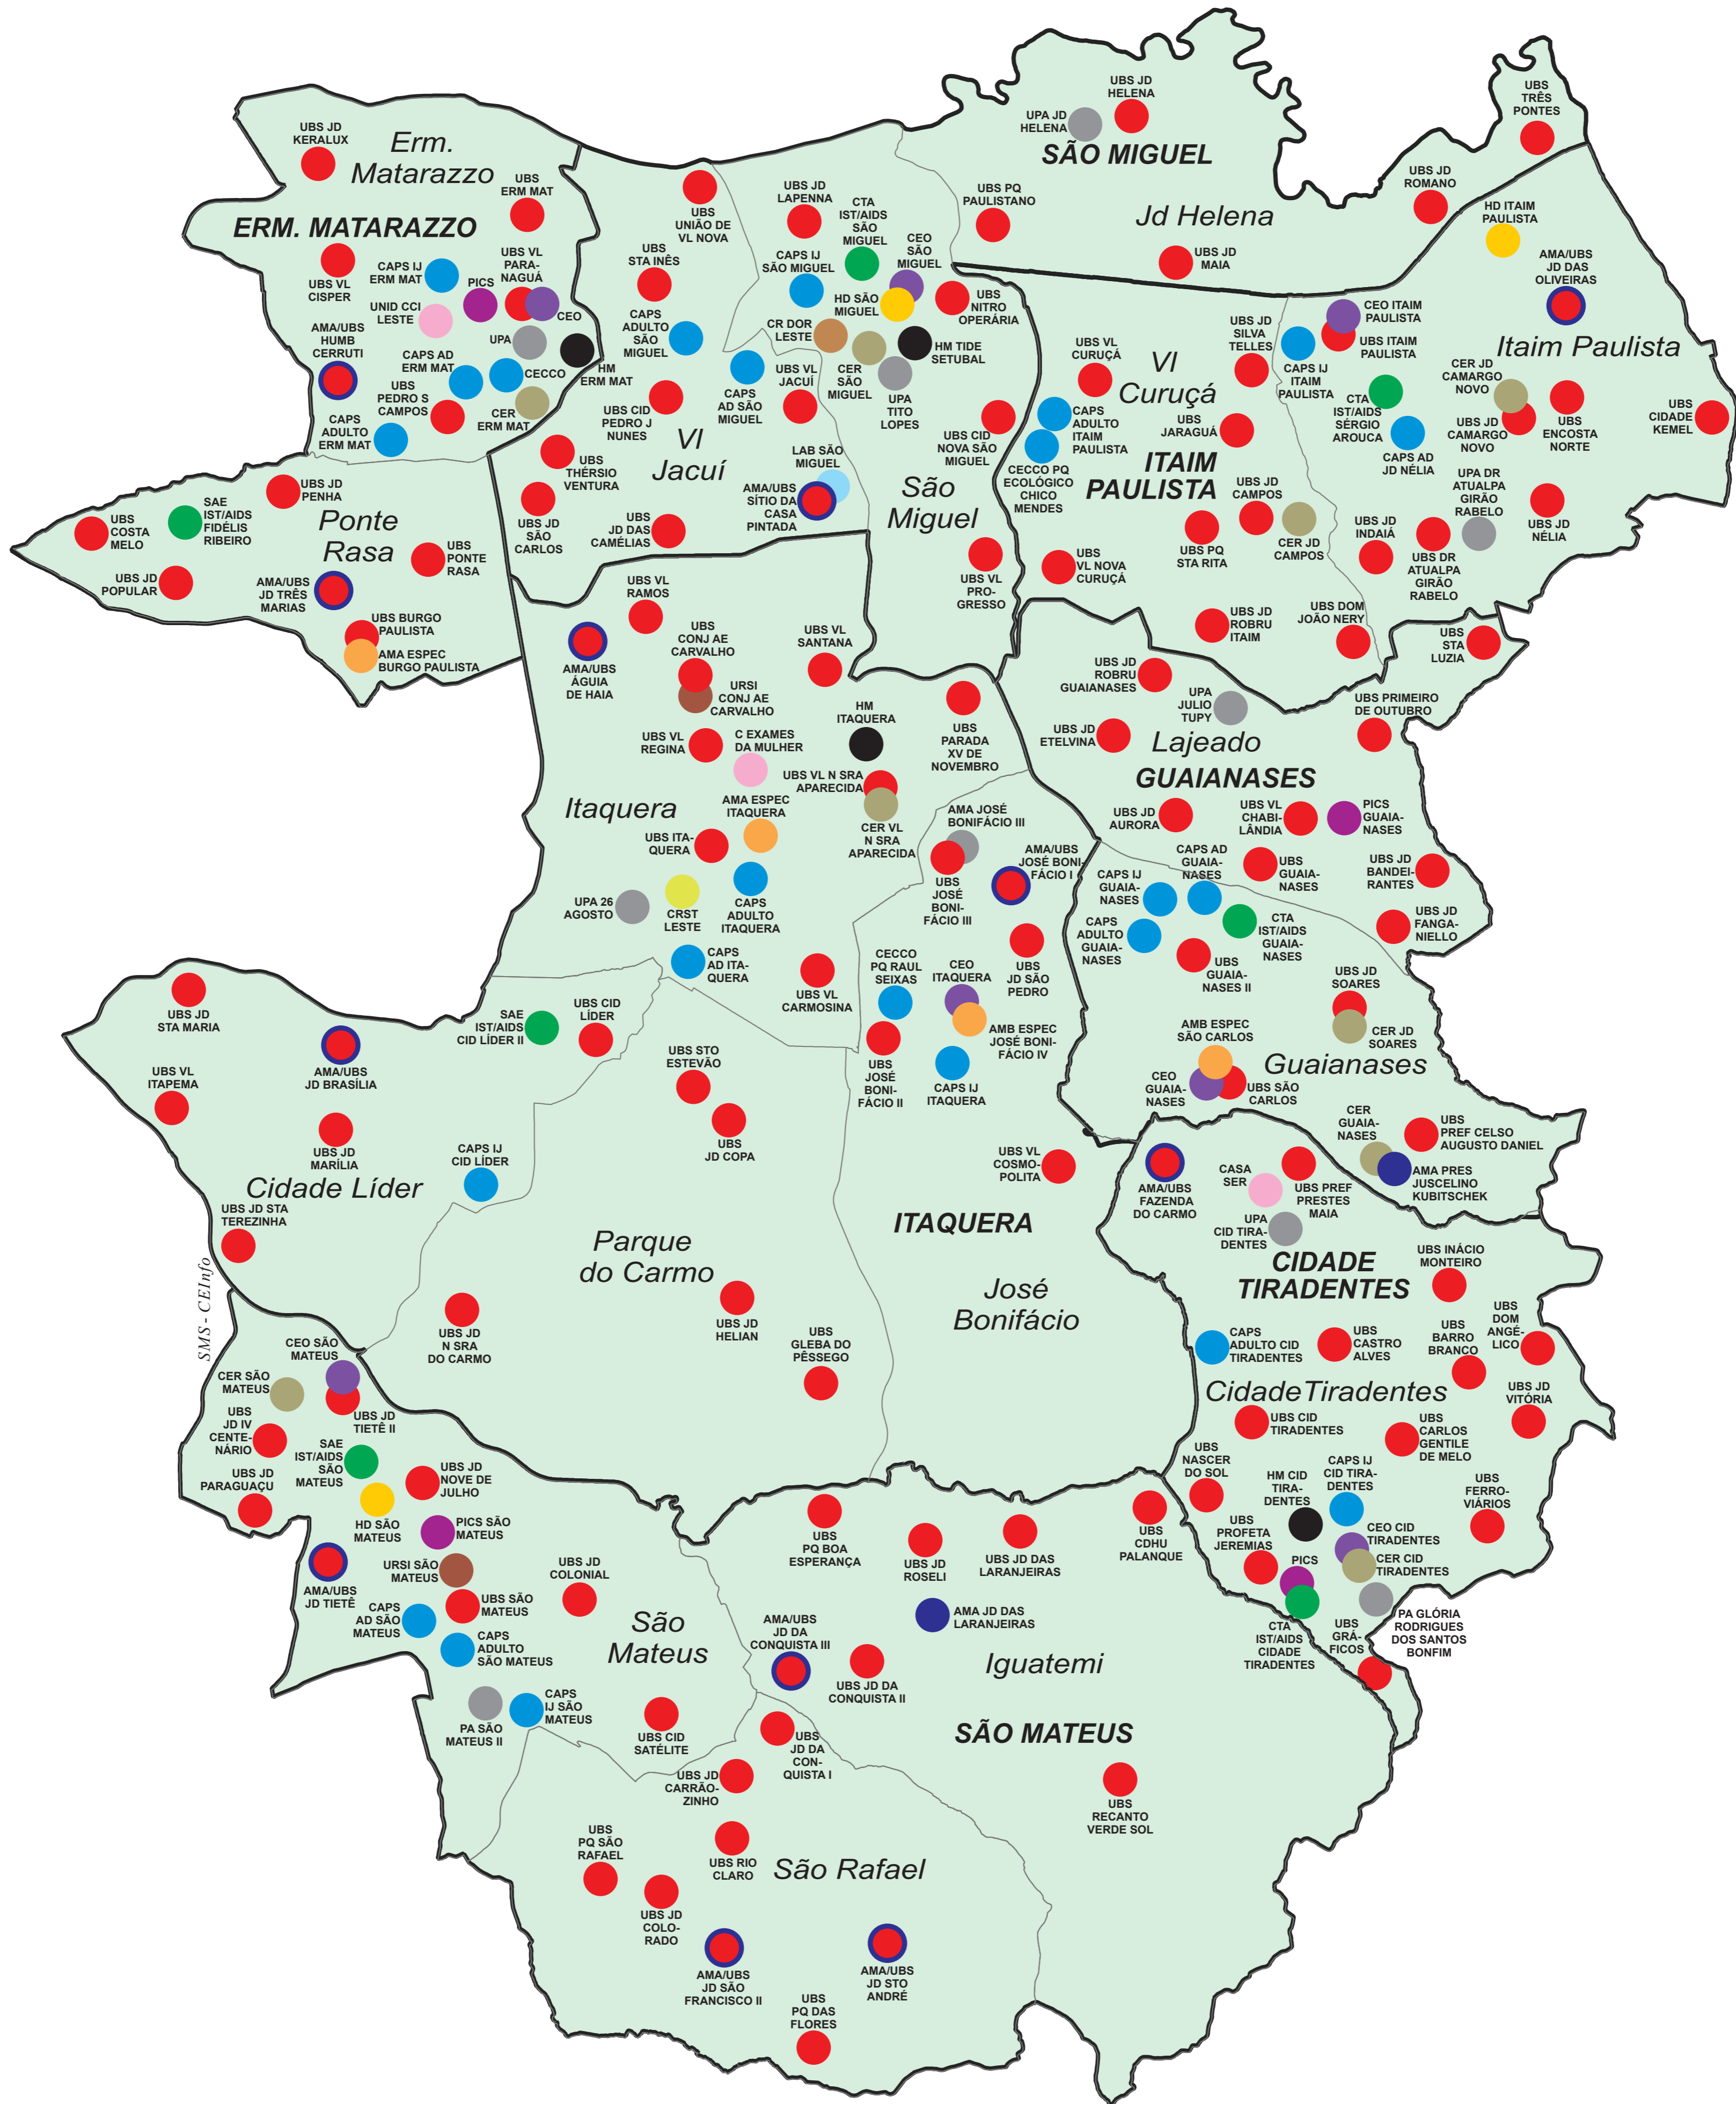 UBS JD
HELENA
UPA JD
HELENA
SÃO MIGUEL
UBS
TRÊS
PONTES
UBS JD
KERALUX
Erm.
Matarazzo
UBS
ERM MAT
ERM. MATARAZZO
UBS VL
CISPER
CAPS IJ
ERM MAT
PICS
UBS VL
PARA-
NAGUÁ
CEO
UNID CCI
LESTE
UPA
HM
ERM MAT
AMA/UBS
HUMB
CERRUTI
CAPS AD
ERM MAT
CECCO
UBS
PEDRO S
CAMPOS
CER
ERM MAT
CAPS
ADULTO
ERM MAT
UBS
UNIÃO DE
VL NOVA
UBS
STA INÊS
CAPS
ADULTO
SÃO
MIGUEL
UBS CID
PEDRO J
NUNES
UBS
THÉRSIO
VENTURA
UBS JD
SÃO
CARLOS
UBS
JD DAS
CAMÉLIAS
Vl
Jacuí
CAPS
AD SÃO
MIGUEL
UBS VL
JACUÍ
LAB SÃO
MIGUEL
AMA/UBS
SÍTIO DA
CASA
PINTADA
UBS JD
LAPENNA
CTA
IST/AIDS
SÃO
MIGUEL
CEO
SÃO
MIGUEL
CAPS IJ
SÃO MIGUEL
HD SÃO
MIGUEL
UBS
NITRO
OPERÁRIA
CR DOR
LESTE
CER
SÃO
MIGUEL
HM TIDE
SETUBAL
UPA
TITO
LOPES
UBS CID
NOVA SÃO
MIGUEL
São
Miguel
UBS VL
PRO-
GRESSO
UBS PQ
PAULISTANO
Jd Helena
UBS JD
MAIA
UBS JD
ROMANO
HD ITAIM
PAULISTA
AMA/UBS
JD DAS
OLIVEIRAS
Itaim Paulista
CEO ITAIM
PAULISTA
UBS ITAIM
PAULISTA
CAPS IJ
ITAIM
PAULISTA
UBS JD
SILVA
TELLES
UBS VL
CURUÇÁ
Vl
Curuçá
CAPS
ADULTO
ITAIM
PAULISTA
CECCO PQ
ECOLÓGICO
CHICO
MENDES
UBS
JARAGUÁ
ITAIM
PAULISTA
CTA
IST/AIDS
SÉRGIO
AROUCA
CAPS AD
JD NÉLIA
CER JD
CAMARGO
NOVO
UBS JD
CAMARGO
NOVO
UBS
ENCOSTA
NORTE
UBS
CIDADE
KEMEL
UPA DR
ATUALPA
GIRÃO
RABELO
UBS JD
NÉLIA
UBS JD
CAMPOS
CER JD
CAMPOS
UBS PQ
STA RITA
UBS JD
INDAIÁ
UBS DR
ATUALPA
GIRÃO
RABELO
UBS
VL NOVA
CURUÇÁ
UBS JD
ROBRU
ITAIM
UBS DOM
JOÃO NERY
UBS
STA
LUZIA
UBS JD
PENHA
SAE
IST/AIDS
FIDÉLIS
RIBEIRO
UBS
COSTA
MELO
Ponte
Rasa
UBS
PONTE
RASA
UBS JD
POPULAR
AMA/UBS
JD TRÊS
MARIAS
UBS BURGO
PAULISTA
AMA ESPEC
BURGO PAULISTA
UBS VL
RAMOS
AMA/UBS
ÁGUIA
DE HAIA
UBS
CONJ AE
CARVALHO
URSI
CONJ AE
CARVALHO
UBS VL
SANTANA
HM
ITAQUERA
UBS
PARADA
XV DE
NOVEMBRO
UBS VL
REGINA
C EXAMES
DA MULHER
UBS VL N SRA
APARECIDA
CER VL
N SRA
APARECIDA
Itaquera
AMA ESPEC
ITAQUERA
UBS ITA-
QUERA
UPA 26
AGOSTO
CRST
LESTE
CAPS
ADULTO
ITAQUERA
CAPS
AD ITA-
QUERA
UBS VL
CARMOSINA
AMA JOSÉ
BONIFÁCIO III
UBS
JOSÉ
BONI-
FÁCIO III
AMA/UBS
JOSÉ BONI-
FÁCIO I
UBS
JD SÃO
PEDRO
CECCO
PQ RAUL
SEIXAS
CEO
ITAQUERA
UBS
JOSÉ
BONI-
FÁCIO II
AMB ESPEC
JOSÉ BONI-
FÁCIO IV
CAPS IJ
ITAQUERA
UBS JD
ROBRU
GUAIANASES
UPA
JULIO
TUPY
UBS JD
ETELVINA
Lajeado
UBS PRIMEIRO
DE OUTUBRO
GUAIANASES
UBS JD
AURORA
UBS VL
CHABI-
LÂNDIA
PICS
GUAIA-
NASES
CAPS AD
GUAIA-
NASES
UBS
GUAIA-
NASES
UBS JD
BANDEI-
RANTES
CAPS IJ
GUAIA-
NASES
CAPS
ADULTO
GUAIA-
NASES
CTA
IST/AIDS
GUAIA-
NASES
UBS JD
FANGA-
NIELLO
UBS
GUAIA-
NASES II
UBS JD
SOARES
CER JD
SOARES
AMB ESPEC
SÃO CARLOS
Guaianases
CEO
GUAIA-
NASES
UBS SÃO
CARLOS
CER
GUAIA-
NASES
UBS
PREF CELSO
AUGUSTO DANIEL
AMA PRES
JUSCELINO
KUBITSCHEK
UBS JD
STA MARIA
AMA/UBS
JD BRASÍLIA
SAE
IST/AIDS
CID LÍDER II
UBS CID
LÍDER
UBS VL
ITAPEMA
UBS JD
MARÍLIA
CAPS IJ
CID LÍDER
Cidade Líder
UBS JD STA
TEREZINHA
UBS STO
ESTEVÃO
UBS
JD COPA
Parque
do Carmo
UBS JD
N SRA
DO CARMO
UBS JD
HELIAN
UBS
GLEBA DO
PÊSSEGO
UBS VL
COSMO-
POLITA
ITAQUERA
José
Bonifácio
AMA/UBS
FAZENDA
DO CARMO
CASA
SER
UBS PREF
PRESTES
MAIA
UPA
CID TIRA-
DENTES
CIDADE
TIRADENTES
UBS INÁCIO
MONTEIRO
UBS
DOM
ANGÉ-
LICO
CAPS
ADULTO CID
TIRADENTES
UBS
CASTRO
ALVES
UBS
BARRO
BRANCO
CidadeTiradentes
UBS JD
VITÓRIA
UBS CID
TIRADENTES
UBS
CARLOS
GENTILE
DE MELO
UBS
NASCER
DO SOL
HM CID
TIRA-
DENTES
CAPS IJ
CID TIRA-
DENTES
UBS
FERRO-
VIÁRIOS
UBS
PROFETA
JEREMIAS
PICS
CEO CID
TIRADENTES
CER CID
TIRADENTES
CTA
IST/AIDS
CIDADE
TIRADENTES
UBS
GRÁ-
FICOS
PA GLÓRIA
RODRIGUES
DOS SANTOS
BONFIM
SMS - CEInfo
CEO SÃO
MATEUS
CER SÃO
MATEUS
UBS JD
TIETÊ II
UBS
JD IV
CENTE-
NÁRIO
SAE
IST/AIDS
SÃO
MATEUS
UBS JD
PARAGUAÇU
UBS JD
NOVE DE
JULHO
HD SÃO
MATEUS
PICS SÃO
MATEUS
AMA/UBS
JD TIETÊ
URSI SÃO
MATEUS
UBS SÃO
MATEUS
CAPS
AD SÃO
MATEUS
CAPS
ADULTO
SÃO MATEUS
PA SÃO
MATEUS II
CAPS
IJ SÃO
MATEUS
UBS JD
COLONIAL
São
Mateus
UBS CID
SATÉLITE
UBS
PQ BOA
ESPERANÇA
UBS JD
ROSELI
UBS JD DAS
LARANJEIRAS
UBS
CDHU
PALANQUE
AMA JD DAS
LARANJEIRAS
AMA/UBS
JD DA
CONQUISTA III
UBS JD DA
CONQUISTA II
Iguatemi
SÃO MATEUS
UBS
JD DA
CON-
QUISTA I
UBS
RECANTO
VERDE SOL
UBS JD
CARRÃO-
ZINHO
UBS
PQ SÃO
RAFAEL
UBS RIO
CLARO
São Rafael
UBS JD
COLO-
RADO
AMA/UBS
JD SÃO
FRANCISCO II
AMA/UBS
JD STO
ANDRÉ
UBS
PQ DAS
FLORES